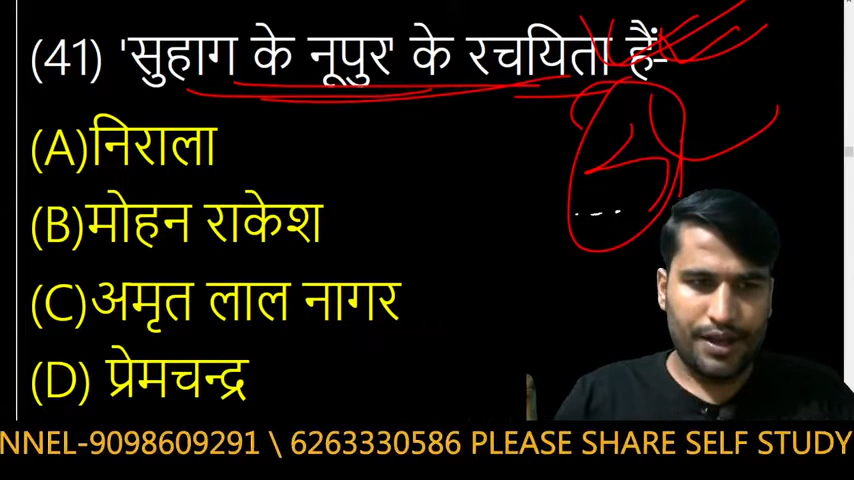 (41) 'सुहाग के नूपुर' के रचयिता हैं-
(A)निराला
(B)मोहन राकेश
(C)अमृत लाल नागर
(D) प्रेमचन्द्र
NNEL-9098609291 \ 6263330586 PLEASE SHARE SELF STUDY